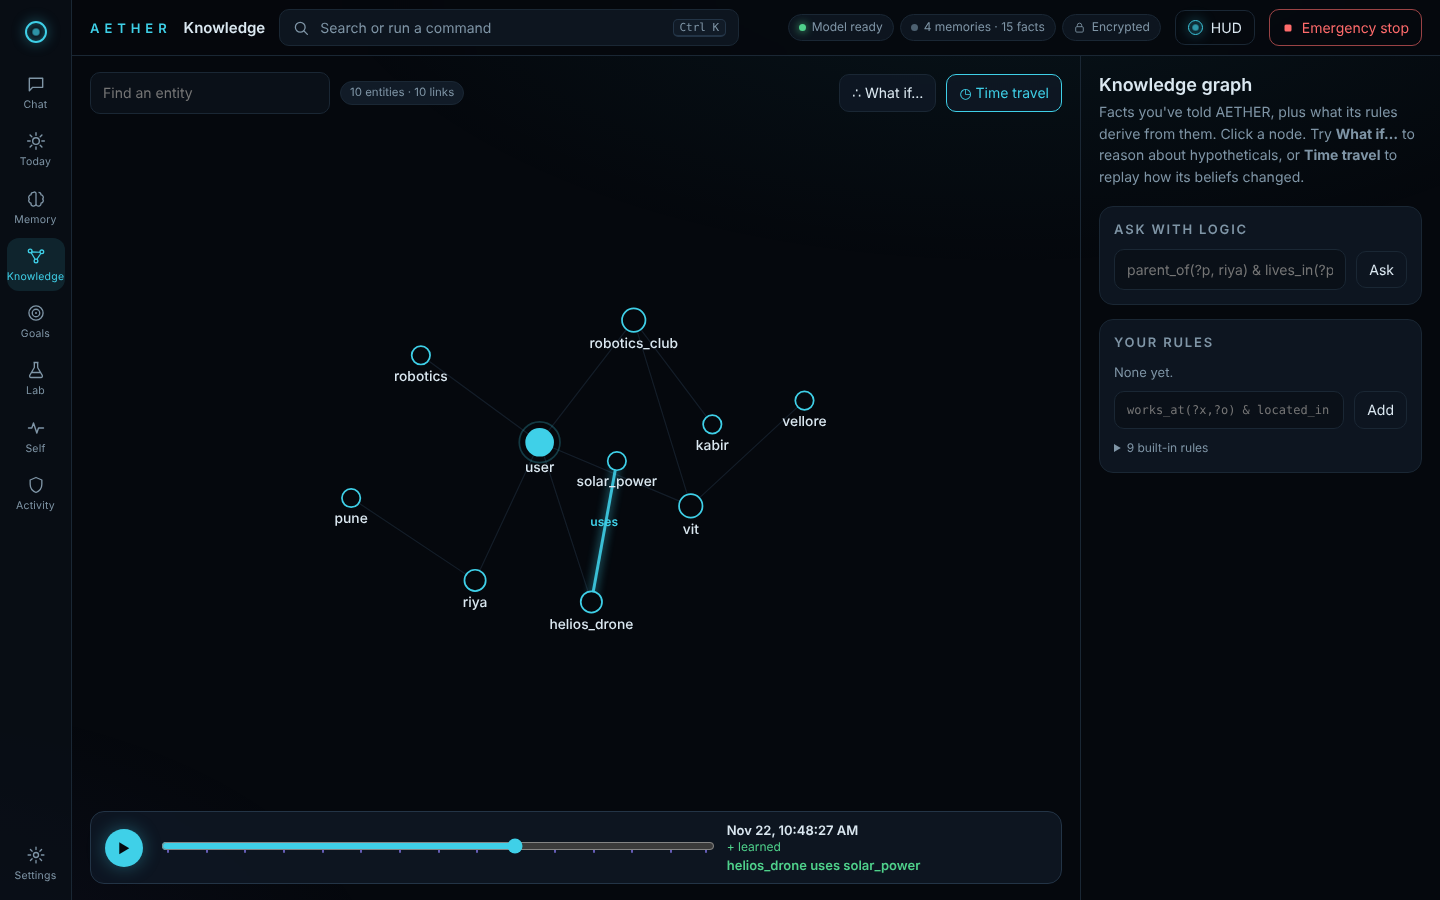 AETHER
Knowledge
Search or run a command
Ctrl K
Model ready
4 memories · 15 facts
Encrypted
HUD
Emergency stop
Chat
Today
Memory
Knowledge
Goals
Lab
Self
Activity
Settings
Find an entity
10 entities · 10 links
What if...
Time travel
robotics_club
robotics
vellore
kabir
user
solar_power
pune
uses
vit
riya
helios_drone
Nov 22, 10:48:27 AM
+ learned
helios_drone uses solar_power
Knowledge graph
Facts you've told AETHER, plus what its rules
derive from them. Click a node. Try What if... to
reason about hypotheticals, or Time travel to
replay how its beliefs changed.
ASK WITH LOGIC
parent_of(?p, riya) & lives_in(?p
Ask
YOUR RULES
None yet.
works_at(?x,?o) & located_in
Add
9 built-in rules